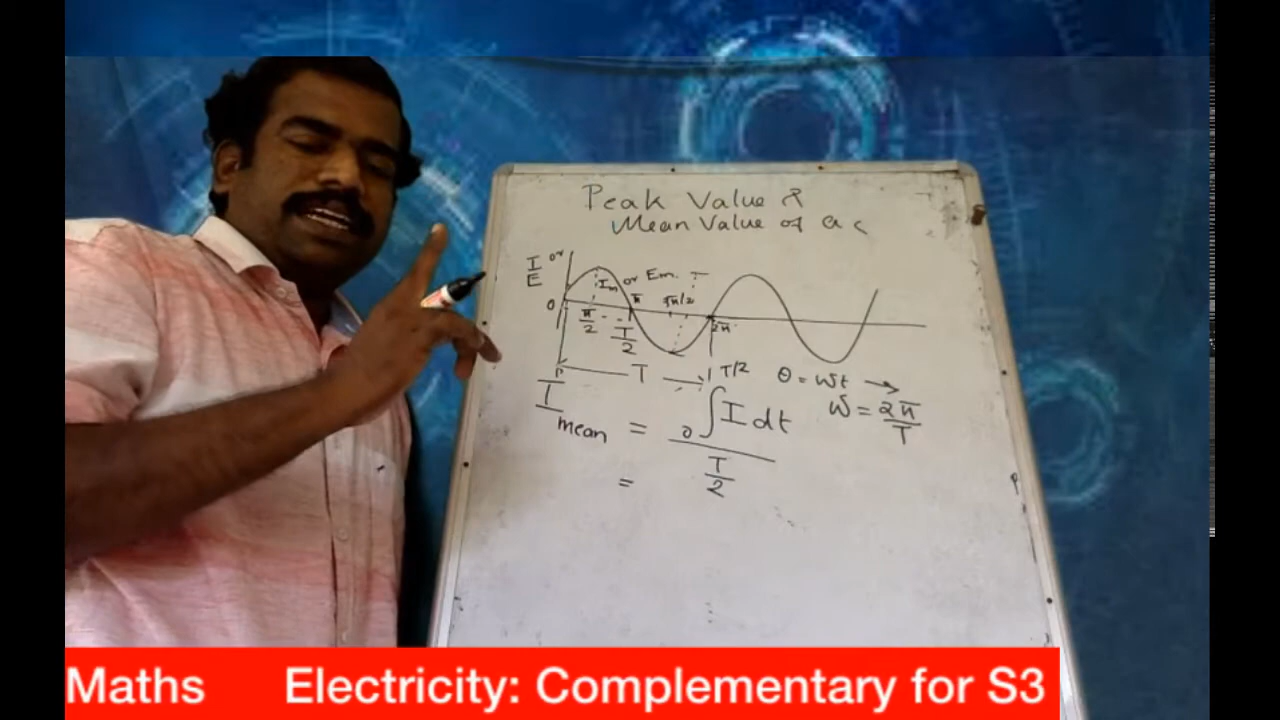 Peak Value &
Mean Value of a c
I or
E
Im or Em
0
π/2
T/2
π
3π/2
2π
T
T/2
θ = ωt →
ω = 2π/T
I mean = 0∫ I dt
T/2
=
Maths Electricity: Complementary for S3